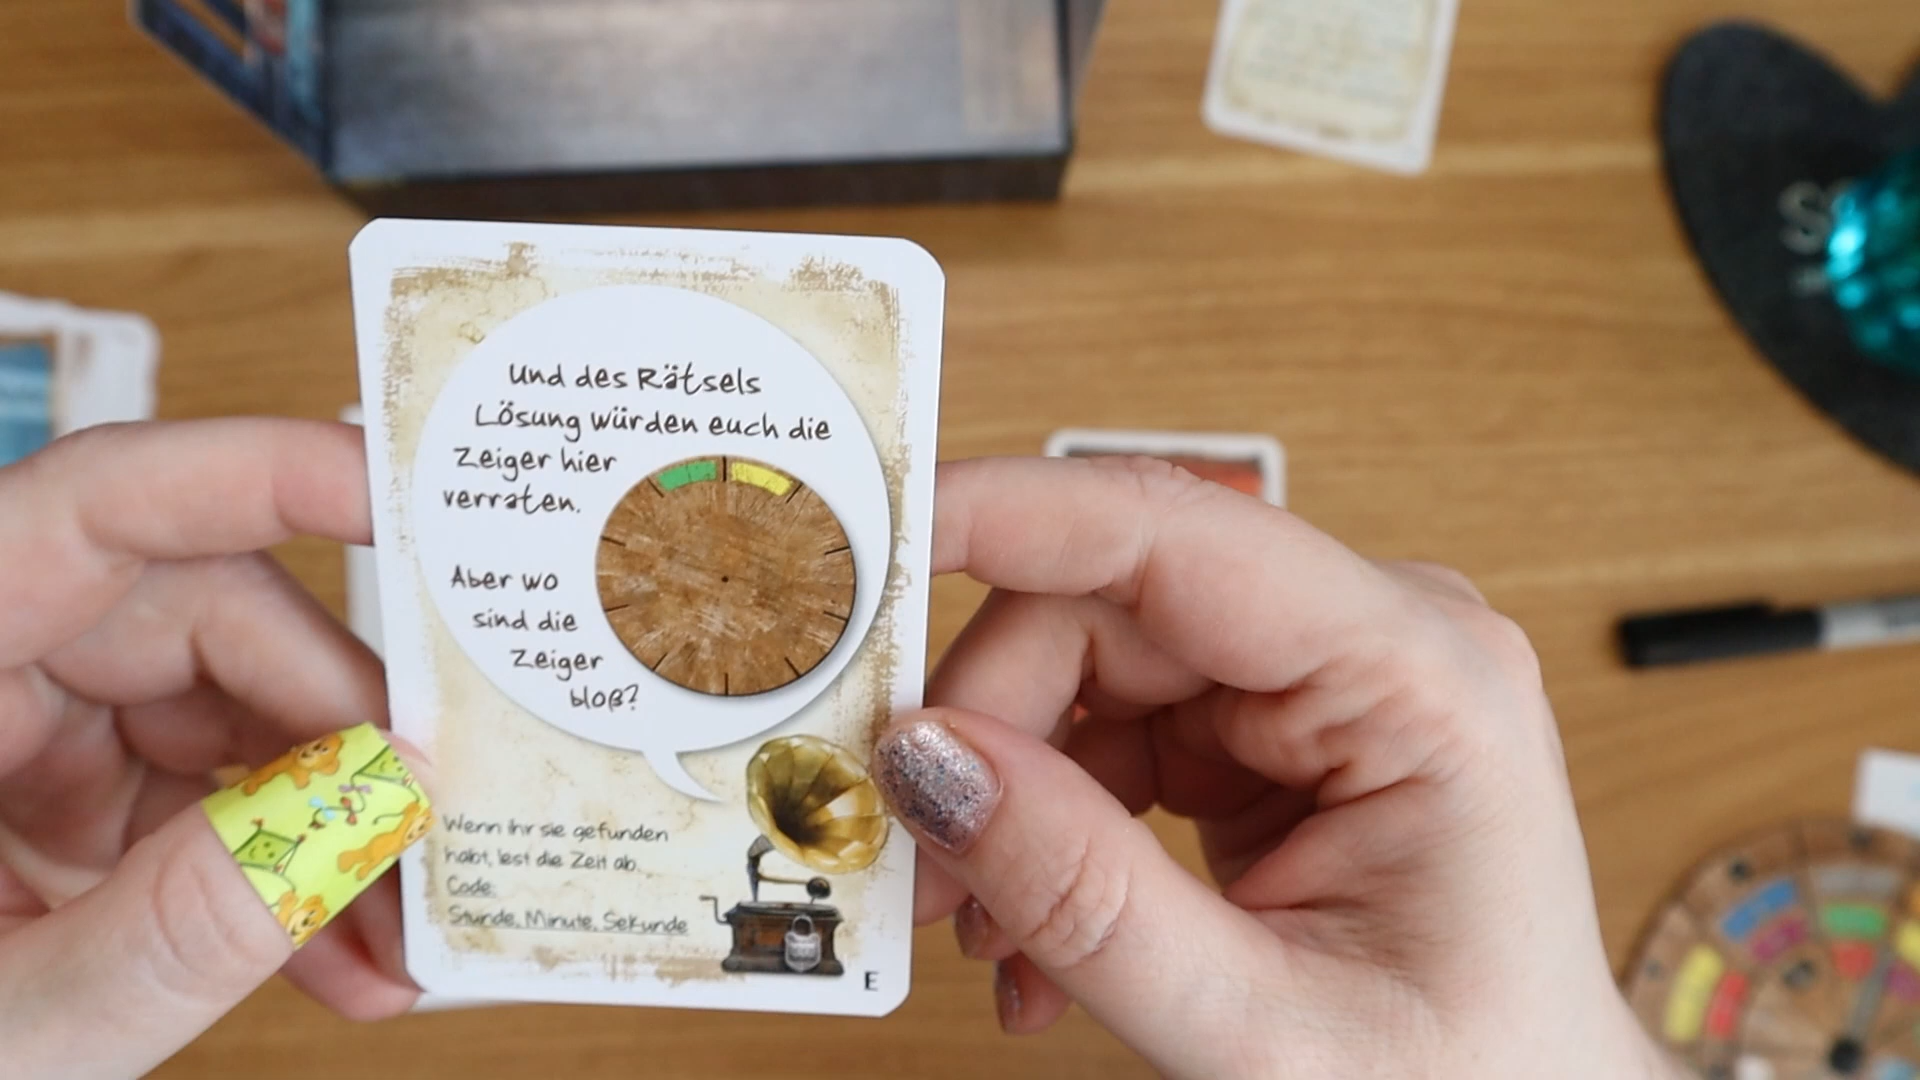 Und des Rätsels
Lösung würden euch die
Zeiger hier
verraten.
Aber wo
sind die
Zeiger
bloß?
Wenn ihr sie gefunden
habt, lest die Zeit ab.
Code:
Stunde, Minute, Sekunde
E